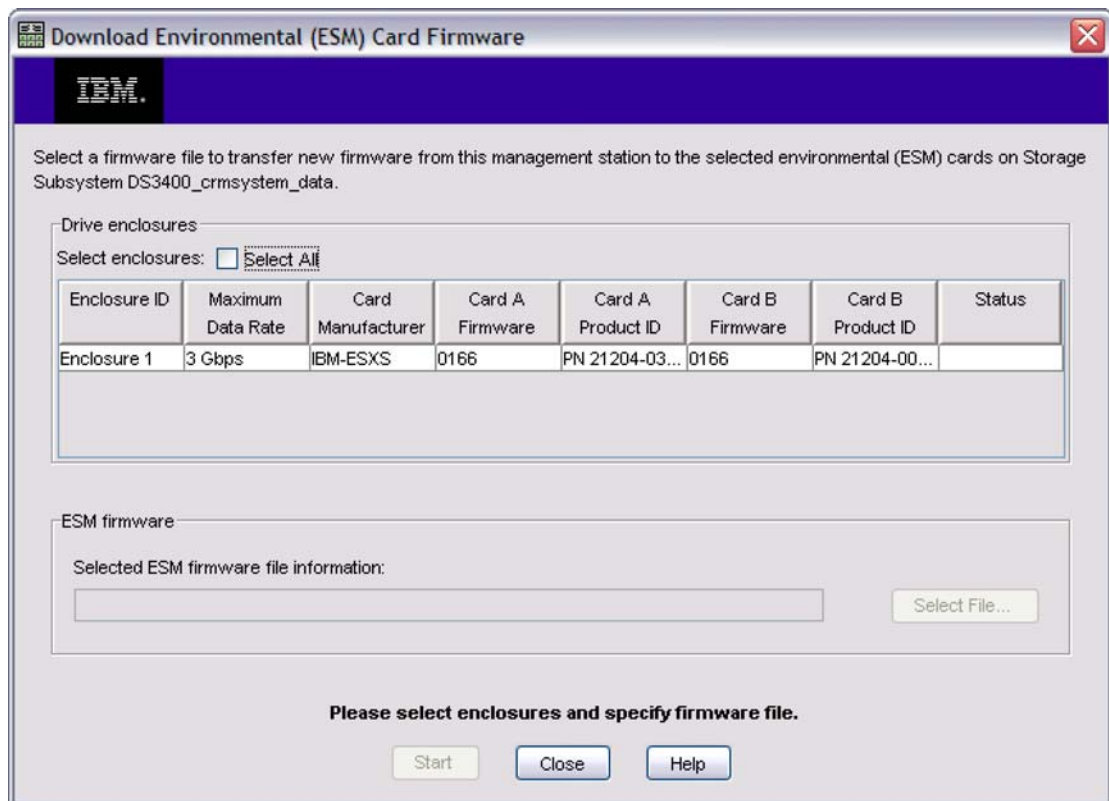 Download Environmental (ESM) Card Firmware
IBM.
Select a firmware file to transfer new firmware from this management station to the selected environmental (ESM) cards on Storage
Subsystem DS3400_crmsystem_data.
Drive enclosures
Select enclosures: Select All
Enclosure ID Maximum Data Rate Card Manufacturer Card A Firmware Card A Product ID Card B Firmware Card B Product ID Status
Enclosure 1 3 Gbps IBM-ESXS 0166 PN 21204-03... 0166 PN 21204-00...
ESM firmware
Selected ESM firmware file information:
Select File...
Please select enclosures and specify firmware file.
Start Close Help